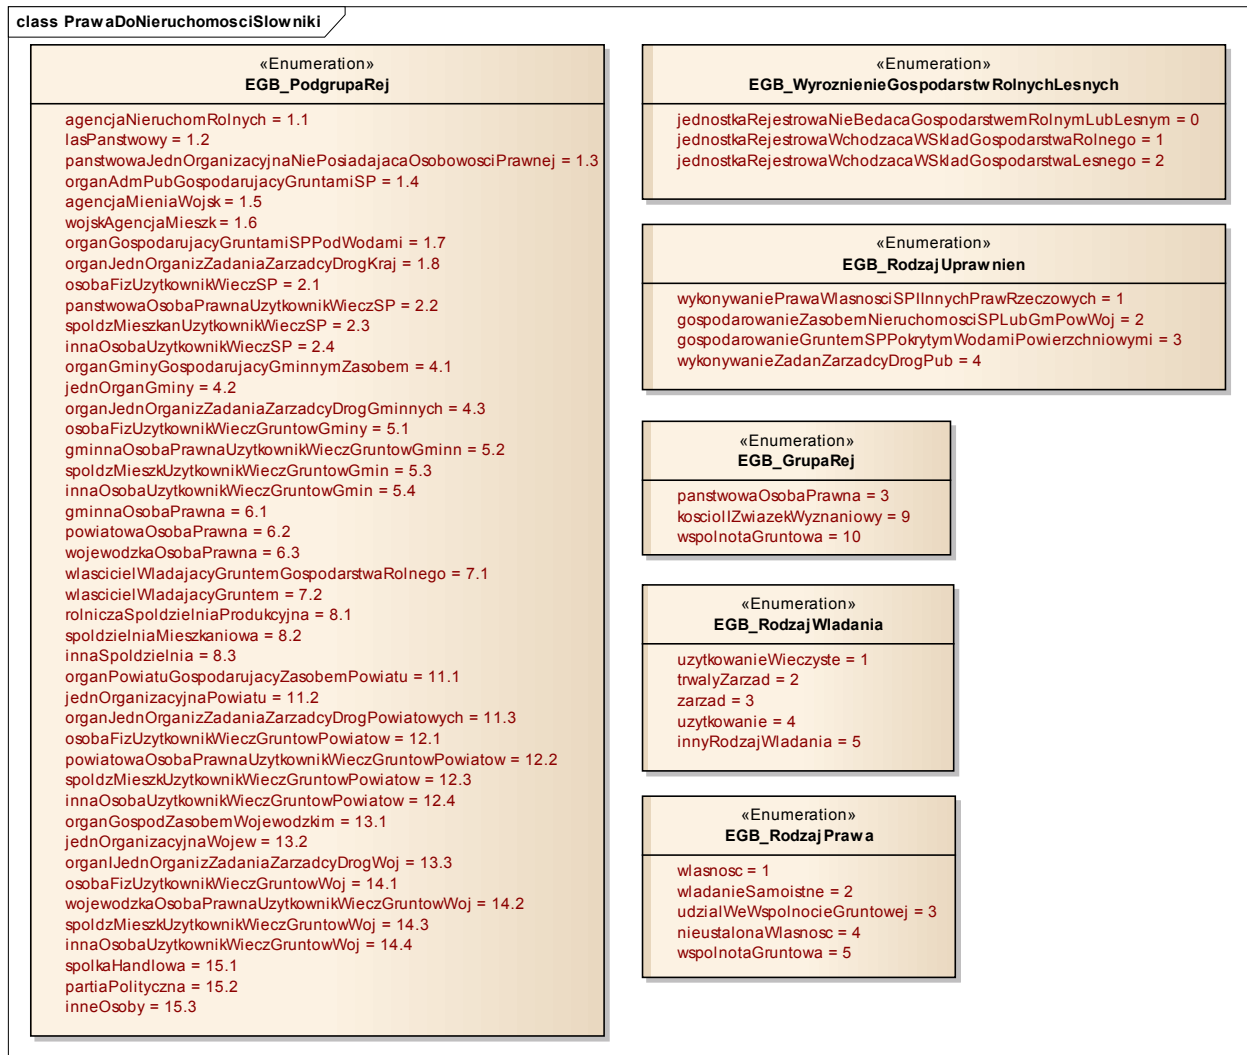 class PrawaDoNieruchomosciSlowniki
«Enumeration»
EGB_PodgrupaRej
agencjaNieruchomRolnych = 1.1
lasPanstwowy = 1.2
panstwowaJednOrganizacyjnaNiePosiadajacaOsobowosciPrawnej = 1.3
organAdmPubGospodarujacyGruntamiSP = 1.4
agencjaMieniaWojsk = 1.5
wojskAgencjaMieszk = 1.6
organGospodarujacyGruntamiSPPodWodami = 1.7
organJednOrganizZadaniaZarzadcyDrogKraj = 1.8
osobaFizUzytkownikWieczSP = 2.1
panstwowaOsobaPrawnaUzytkownikWieczSP = 2.2
spoldzMieszkanUzytkownikWieczSP = 2.3
innaOsobaUzytkownikWieczSP = 2.4
organGminyGospodarujacyGminnymZasobem = 4.1
jednOrganGminy = 4.2
organJednOrganizZadaniaZarzadcyDrogGminnych = 4.3
osobaFizUzytkownikWieczGruntowGminy = 5.1
gminnaOsobaPrawnaUzytkownikWieczGruntowGminn = 5.2
spoldzMieszkUzytkownikWieczGruntowGmin = 5.3
innaOsobaUzytkownikWieczGruntowGmin = 5.4
gminnaOsobaPrawna = 6.1
powiatowaOsobaPrawna = 6.2
wojewodzkaOsobaPrawna = 6.3
wlascicielWladajacyGruntemGospodarstwaRolnego = 7.1
wlascicielWladajacyGruntem = 7.2
rolniczaSpoldzielniaProdukcyjna = 8.1
spoldzielniaMieszkaniowa = 8.2
innaSpoldzielnia = 8.3
organPowiatuGospodarujacyZasobemPowiatu = 11.1
jednOrganizacyjnaPowiatu = 11.2
organJednOrganizZadaniaZarzadcyDrogPowiatowych = 11.3
osobaFizUzytkownikWieczGruntowPowiatow = 12.1
powiatowaOsobaPrawnaUzytkownikWieczGruntowPowiatow = 12.2
spoldzMieszkUzytkownikWieczGruntowPowiatow = 12.3
innaOsobaUzytkownikWieczGruntowPowiatow = 12.4
organGospodZasobemWojewodzkim = 13.1
jednOrganizacyjnaWojew = 13.2
organIJednOrganizZadaniaZarzadcyDrogWoj = 13.3
osobaFizUzytkownikWieczGruntowWoj = 14.1
wojewodzkaOsobaPrawnaUzytkownikWieczGruntowWoj = 14.2
spoldzMieszkUzytkownikWieczGruntowWoj = 14.3
innaOsobaUzytkownikWieczGruntowWoj = 14.4
spolkaHandlowa = 15.1
partiaPolityczna = 15.2
inneOsoby = 15.3
«Enumeration»
EGB_WyroznienieGospodarstwRolnychLesnych
jednostkaRejestrowaNieBedacaGospodarstwemRolnymLubLesnym = 0
jednostkaRejestrowaWchodzacaWSkladGospodarstwaRolnego = 1
jednostkaRejestrowaWchodzacaWSkladGospodarstwaLesnego = 2
«Enumeration»
EGB_RodzajUprawnien
wykonywaniePrawaWlasnosciSPIInnychPrawRzeczowych = 1
gospodarowanieZasobemNieruchomosciSPLubGmPowWoj = 2
gospodarowanieGruntemSPPokrytymWodamiPowierzchniowymi = 3
wykonywanieZadanZarzadcyDrogPub = 4
«Enumeration»
EGB_GrupaRej
panstwowaOsobaPrawna = 3
kosciolIZwiazekWyznaniowy = 9
wspolnotaGruntowa = 10
«Enumeration»
EGB_RodzajWladania
uzytkowanieWieczyste = 1
trwalyZarzad = 2
zarzad = 3
uzytkowanie = 4
innyRodzajWladania = 5
«Enumeration»
EGB_RodzajPrawa
wlasnosc = 1
wladanieSamoistne = 2
udzialWeWspolnocieGruntowej = 3
nieustalonaWlasnosc = 4
wspolnotaGruntowa = 5